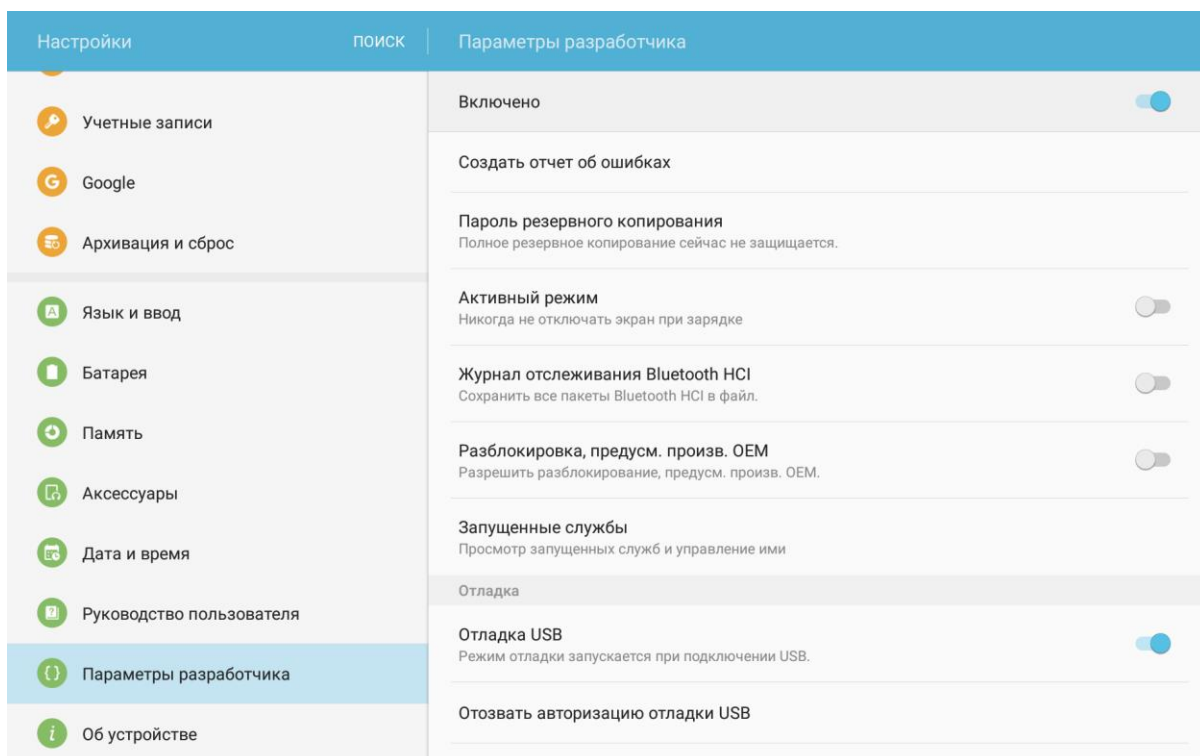 Настройки
ПОИСК
Учетные записи
Google
Архивация и сброс
Язык и ввод
Батарея
Память
Аксессуары
Дата и время
Руководство пользователя
Параметры разработчика
Об устройстве
Параметры разработчика
Включено
Создать отчет об ошибках
Пароль резервного копирования
Полное резервное копирование сейчас не защищается.
Активный режим
Никогда не отключать экран при зарядке
Журнал отслеживания Bluetooth HCI
Сохранить все пакеты Bluetooth HCI в файл.
Разблокировка, предусм. произв. OEM
Разрешить разблокирование, предусм. произв. OEM.
Запущенные службы
Просмотр запущенных служб и управление ими
Отладка
Отладка USB
Режим отладки запускается при подключении USB.
Отозвать авторизацию отладки USB